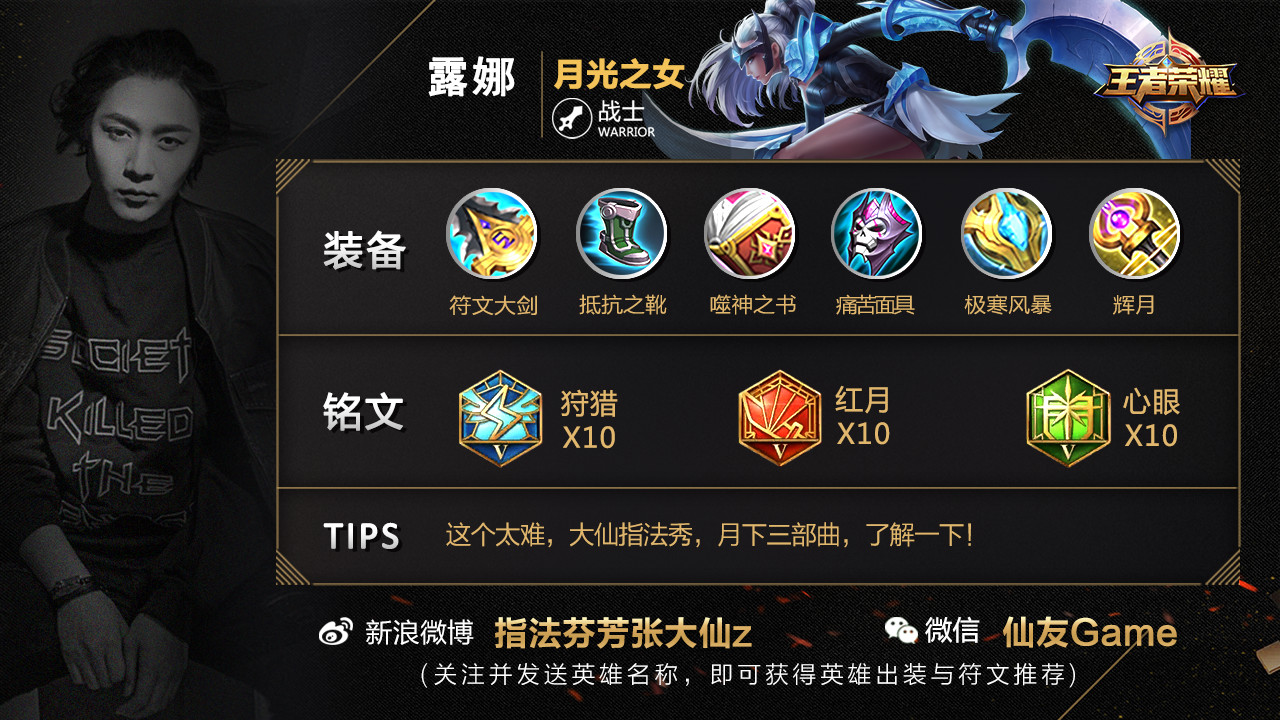 露娜
月光之女
战士
WARRIOR
王者荣耀
装备
符文大剑 抵抗之靴 噬神之书 痛苦面具 极寒风暴 辉月
铭文
狩猎 X10
红月 X10
心眼 X10
V V V
TIPS
这个太难，大仙指法秀，月下三部曲，了解一下！
新浪微博 指法芬芳张大仙z 微信 仙友Game
（关注并发送英雄名称，即可获得英雄出装与符文推荐）
SOCIET
KILLED
THE